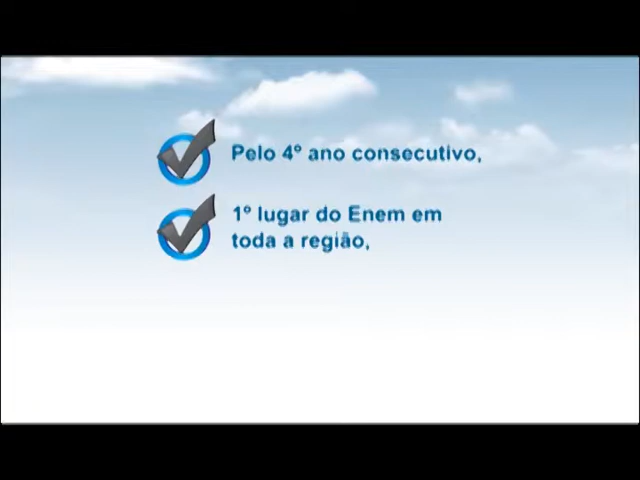 Pelo 4º ano consecutivo,
1º lugar do Enem em
toda a região,